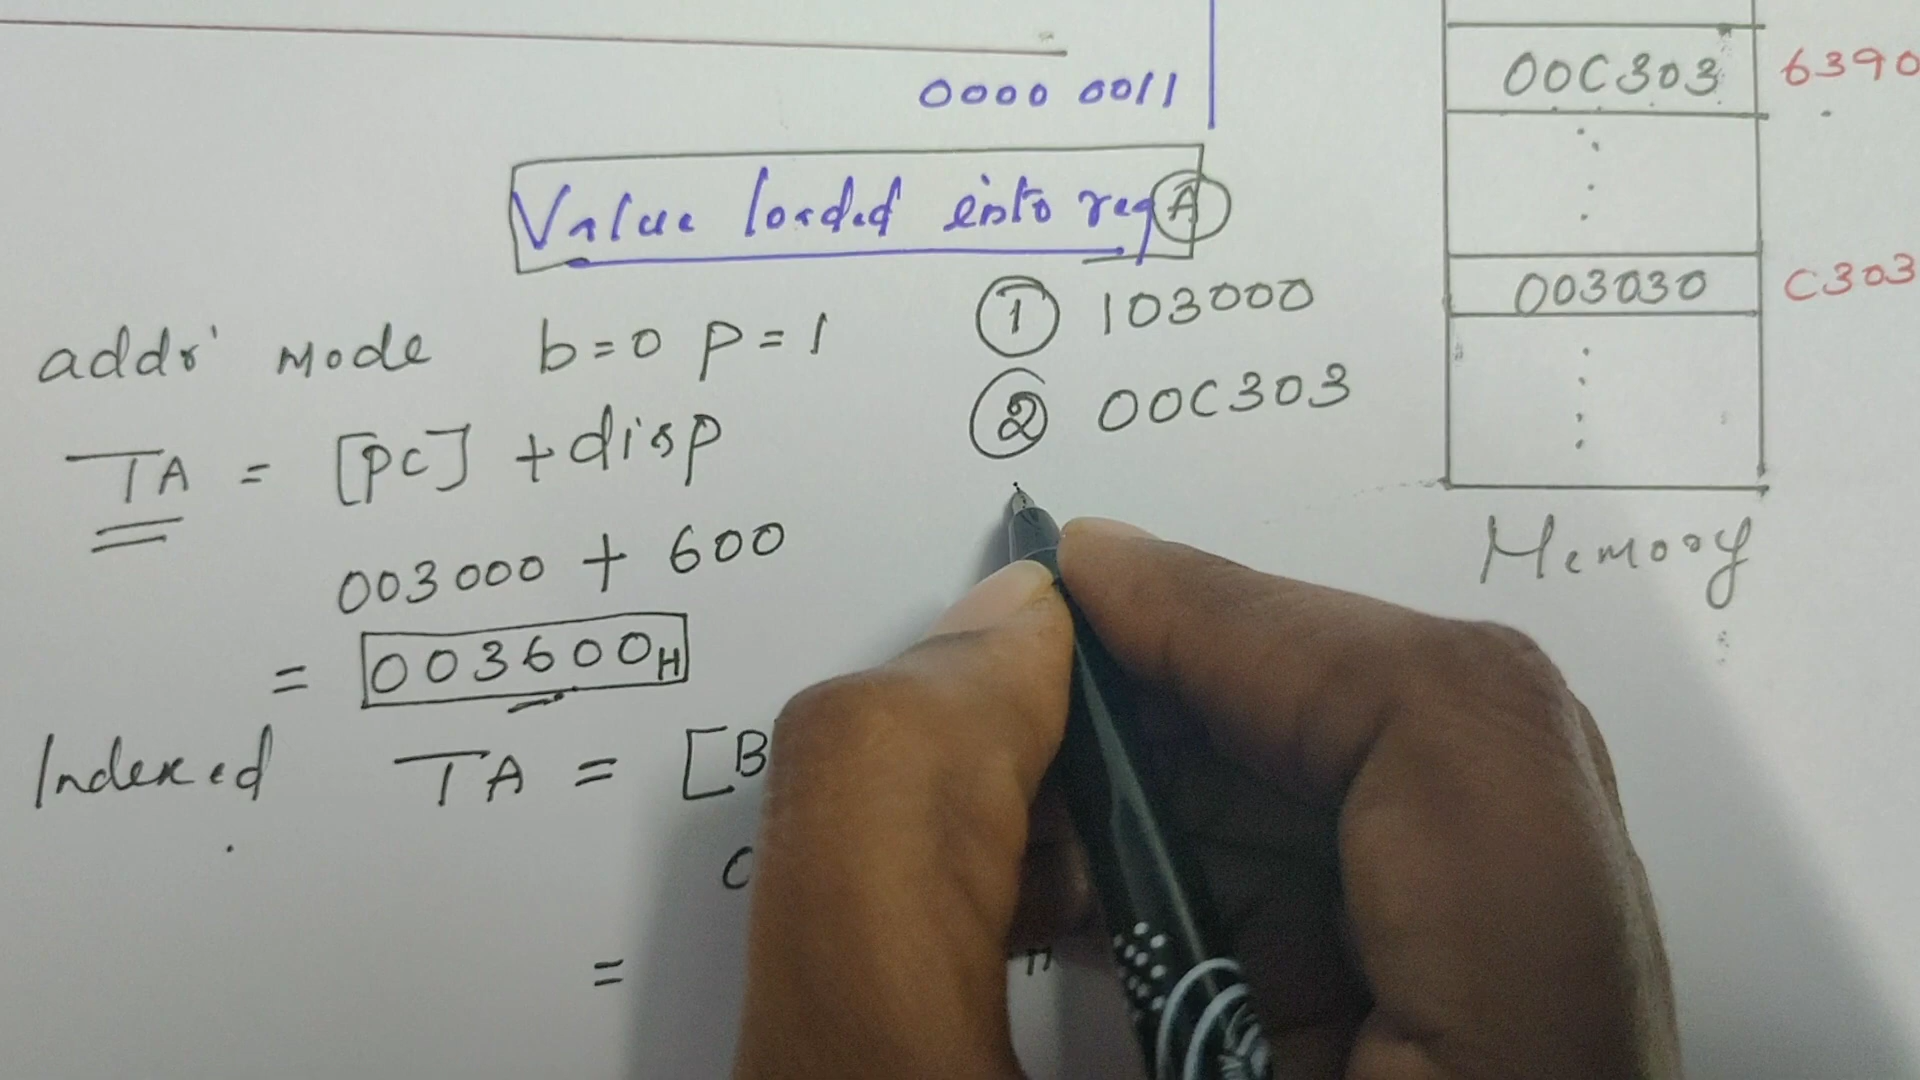 0000 0011
Value loaded into reg A
addr' mode b=0 p=1
① 103000
② 00C303
TA = [PC] + disp
003000 + 600
= 003600H
Indexed TA = [B
=
00C303 6390
003030 C303
Memory